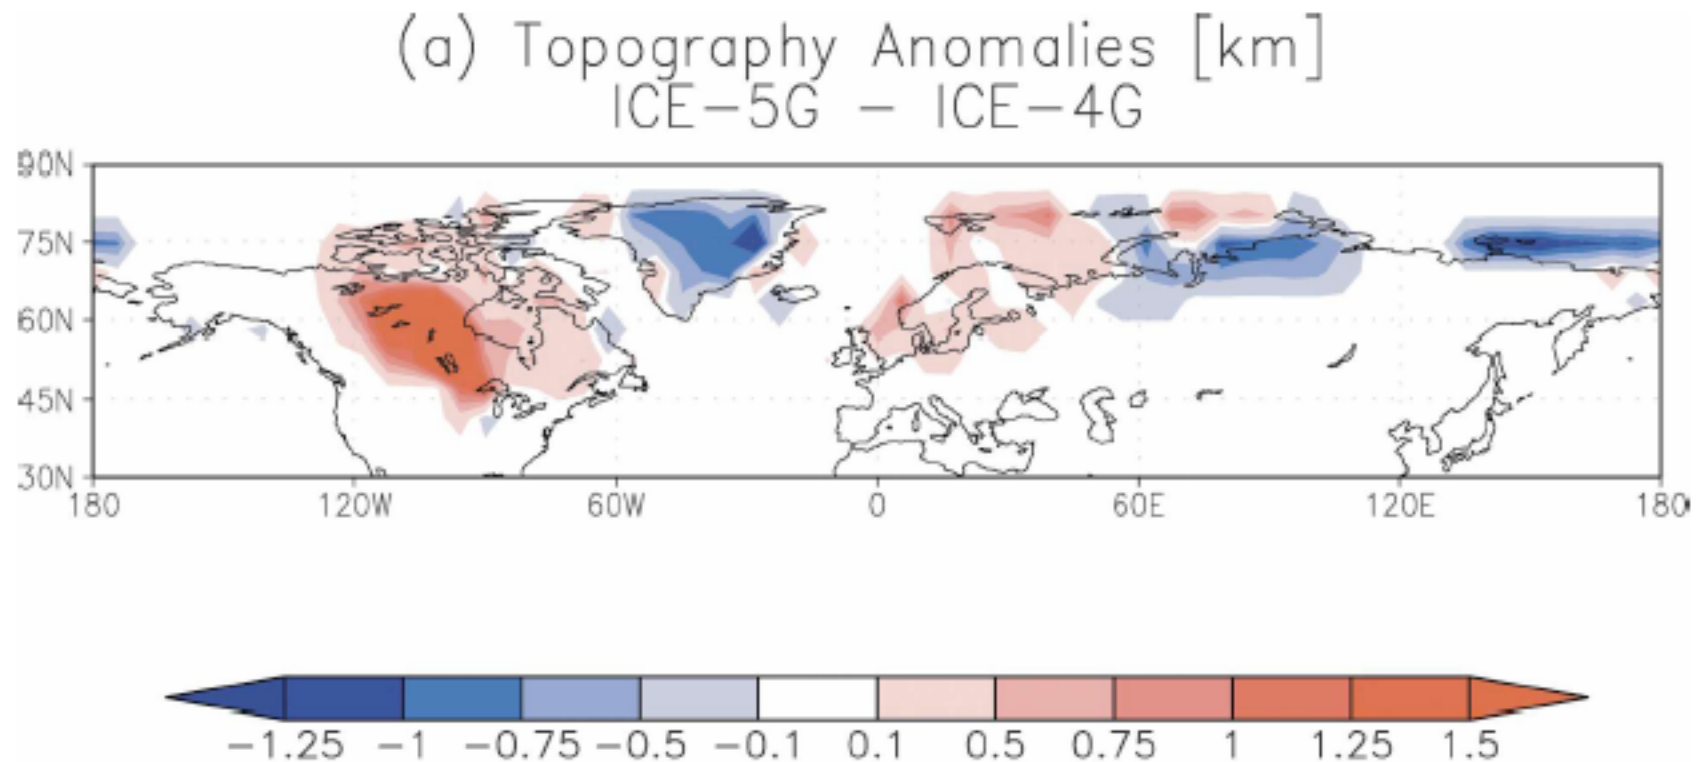 (a) Topography Anomalies [km]
ICE-5G - ICE-4G
90N
75N
60N
45N
30N
180 120W 60W 0 60E 120E 180
-1.25 -1 -0.75 -0.5 -0.1 0.1 0.5 0.75 1 1.25 1.5